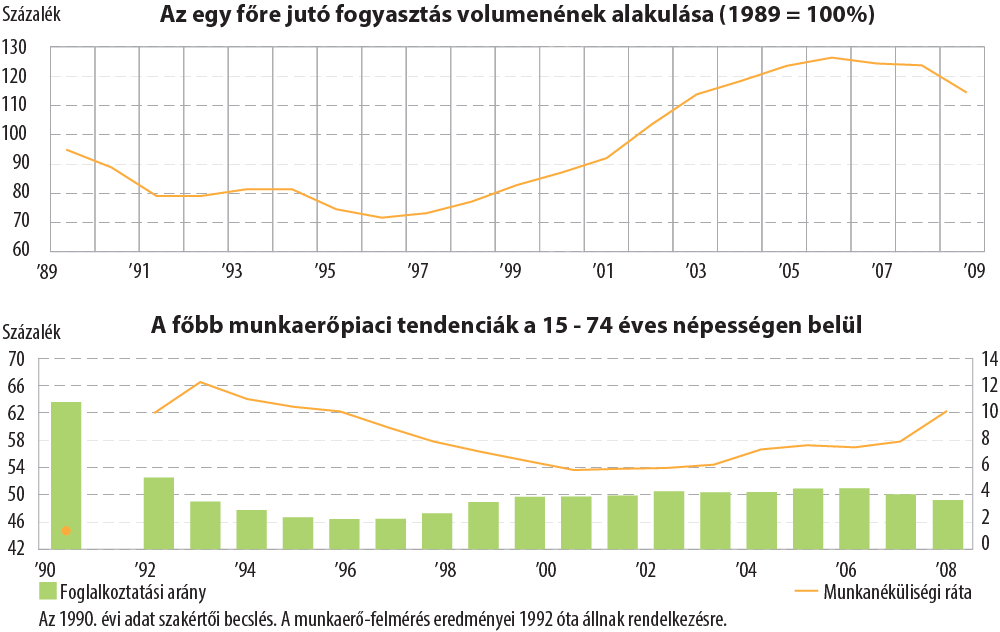 Százalék
Az egy főre jutó fogyasztás volumenének alakulása (1989 = 100%)
130
120
110
100
90
80
70
60
'89 '91 '93 '95 '97 '99 '01 '03 '05 '07 '09
Százalék
A főbb munkaerőpiaci tendenciák a 15 - 74 éves népességen belül
70 14
66 12
62 10
58 8
54 6
50 4
46 2
42 0
'90 '92 '94 '96 '98 '00 '02 '04 '06 '08
Foglalkoztatási arány Munkanéküliségi ráta
Az 1990. évi adat szakértői becslés. A munkaerő-felmérés eredményei 1992 óta állnak rendelkezésre.